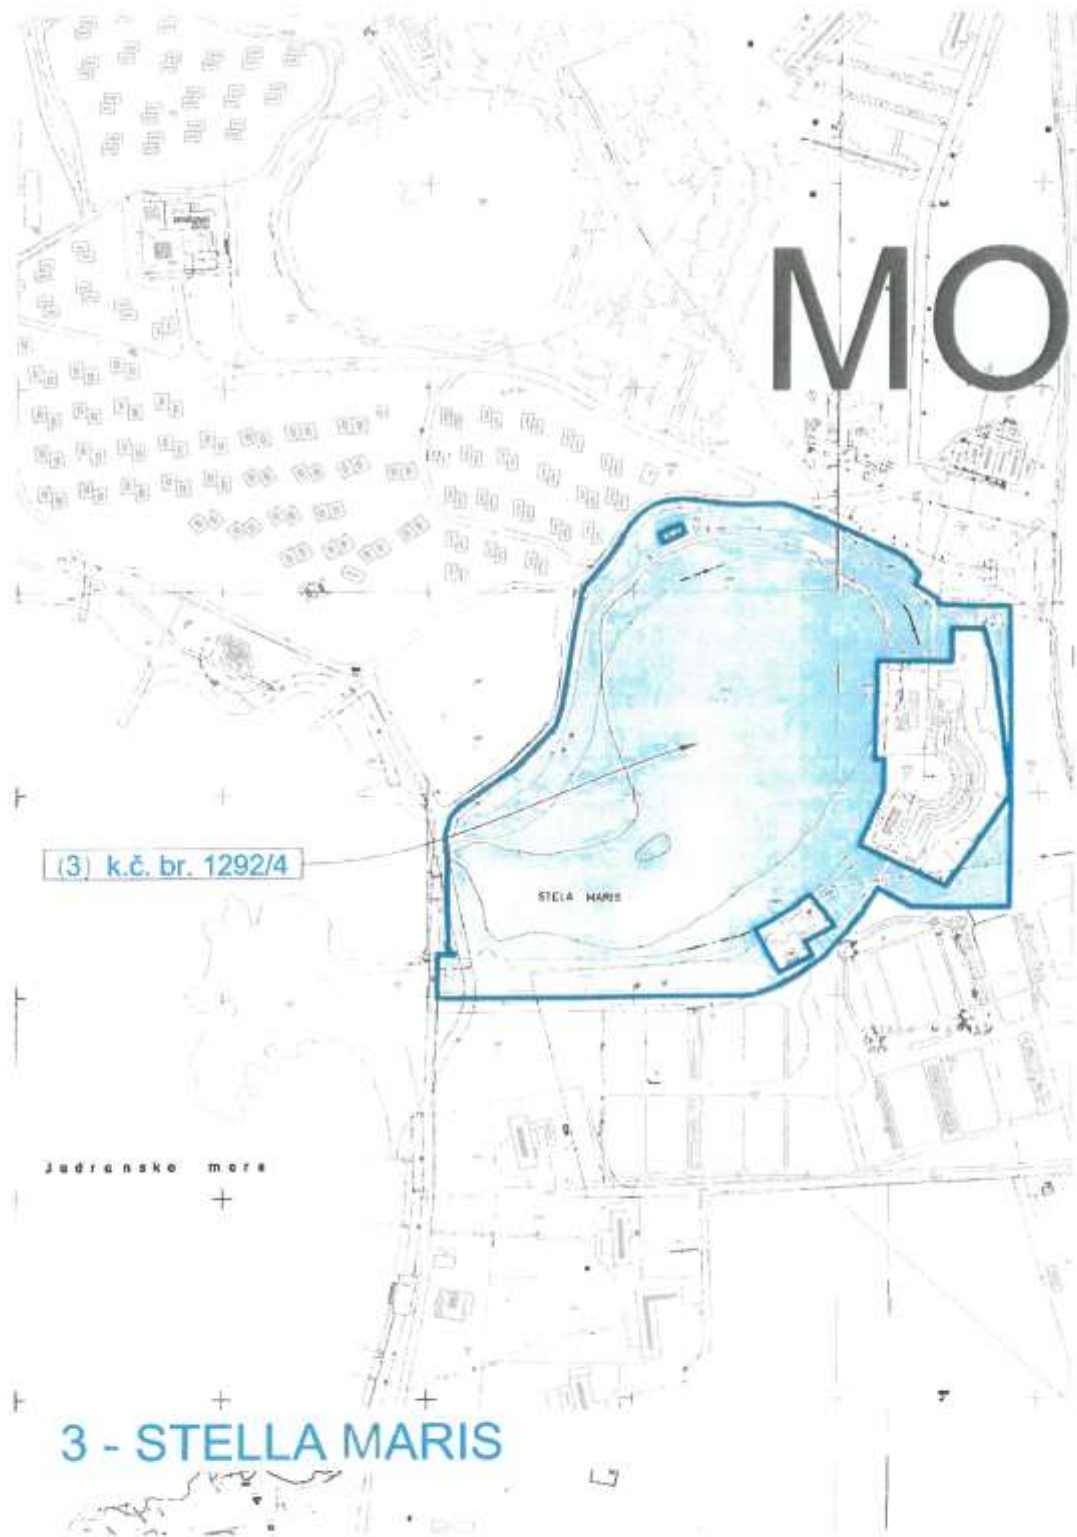 MO
(3) k.č. br. 1292/4
STELA MARIS
Jadransko more
3 - STELLA MARIS